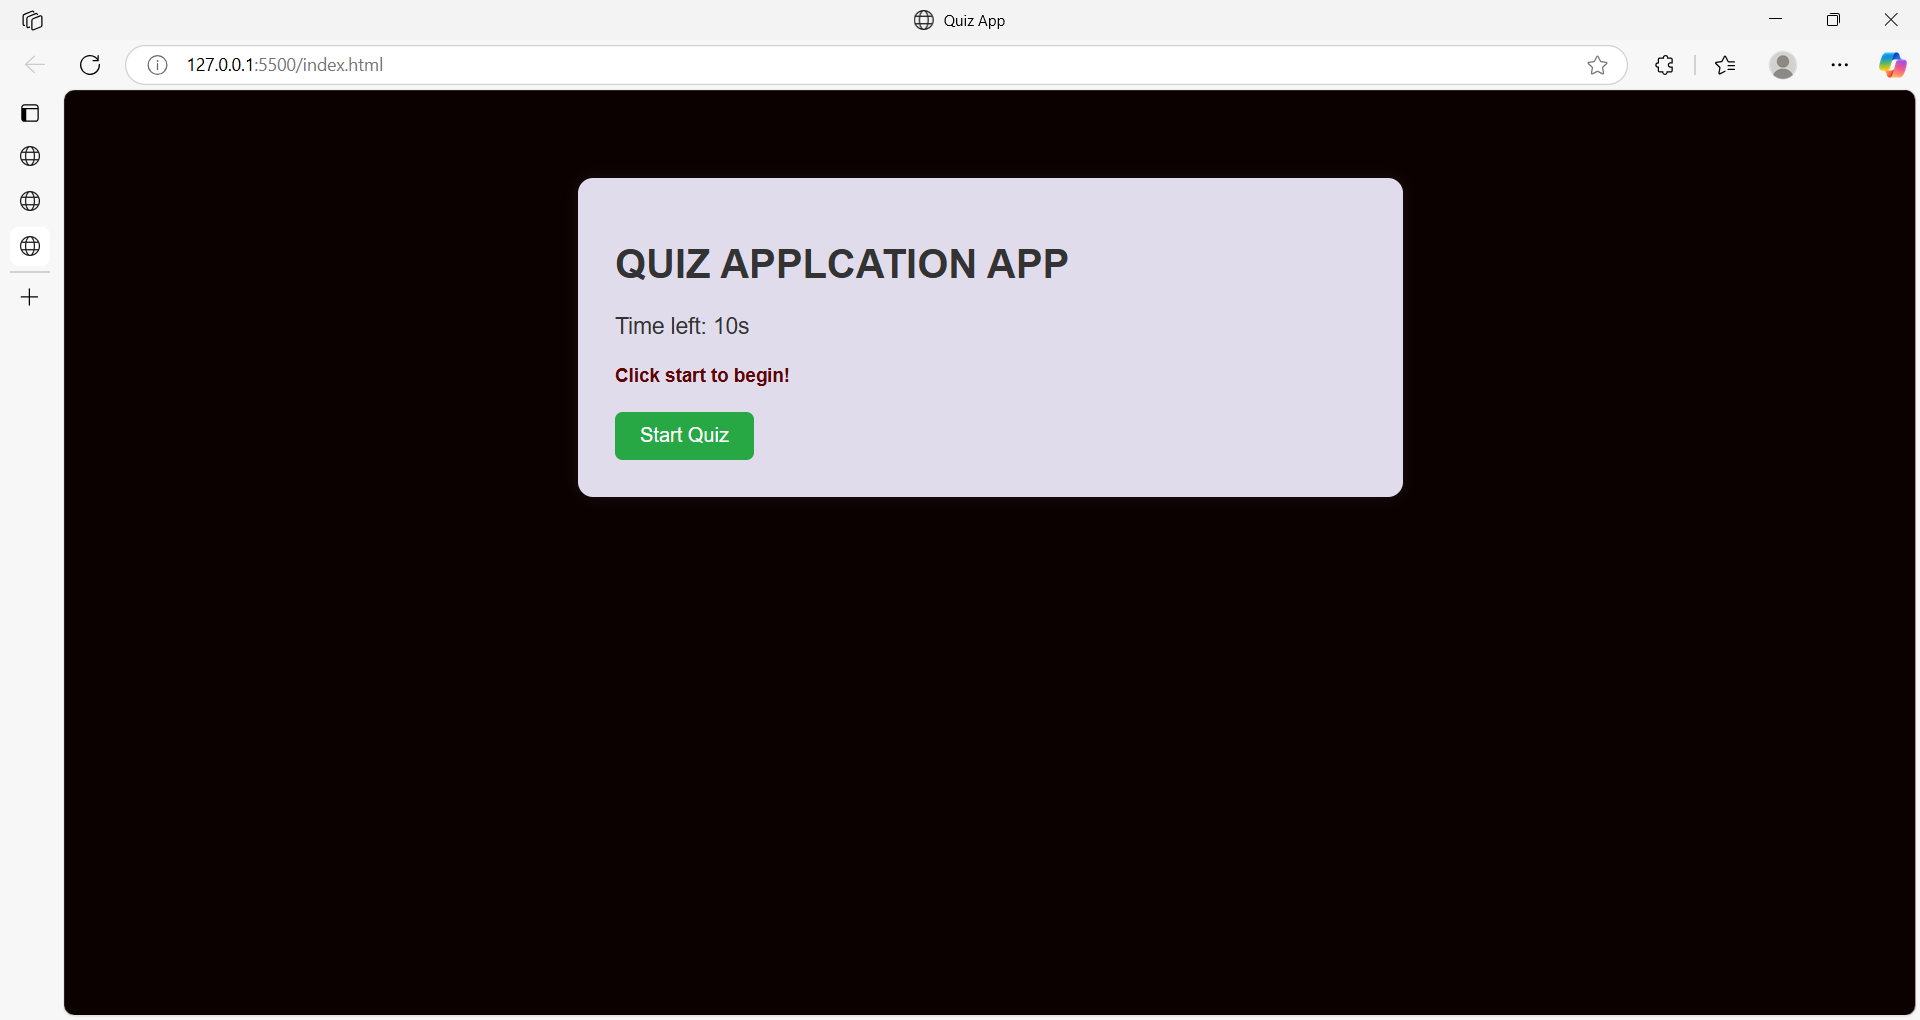 Quiz App
127.0.0.1:5500/index.html
QUIZ APPLCATION APP
Time left: 10s
Click start to begin!
Start Quiz